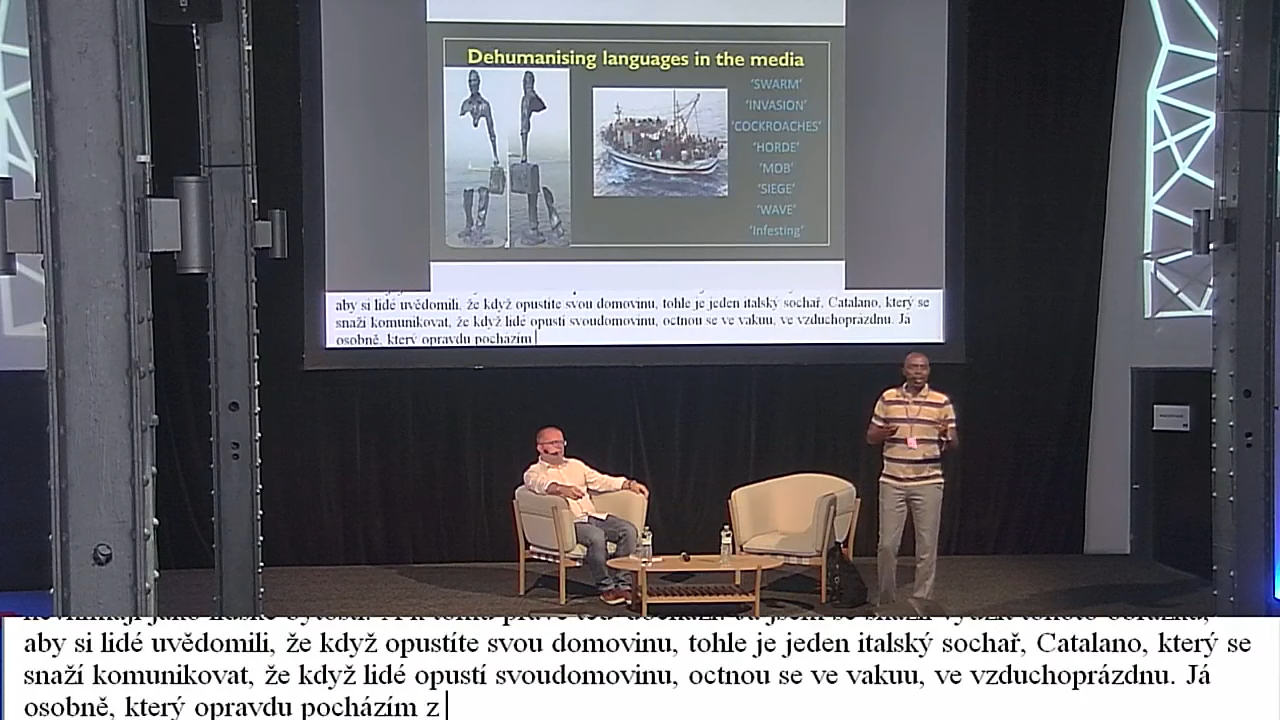 Dehumanising languages in the media
'SWARM'
'INVASION'
'COCKROACHES'
'HORDE'
'MOB'
'SIEGE'
'WAVE'
'Infesting'
aby si lidé uvědomili, že když opustíte svou domovinu, tohle je jeden italský sochař, Catalano, který se
snaží komunikovat, že když lidé opustí svoudomovinu, octnou se ve vakuu, ve vzduchoprázdnu. Já
osobně, který opravdu pocházím
aby si lidé uvědomili, že když opustíte svou domovinu, tohle je jeden italský sochař, Catalano, který se
snaží komunikovat, že když lidé opustí svoudomovinu, octnou se ve vakuu, ve vzduchoprázdnu. Já
osobně, který opravdu pocházím z